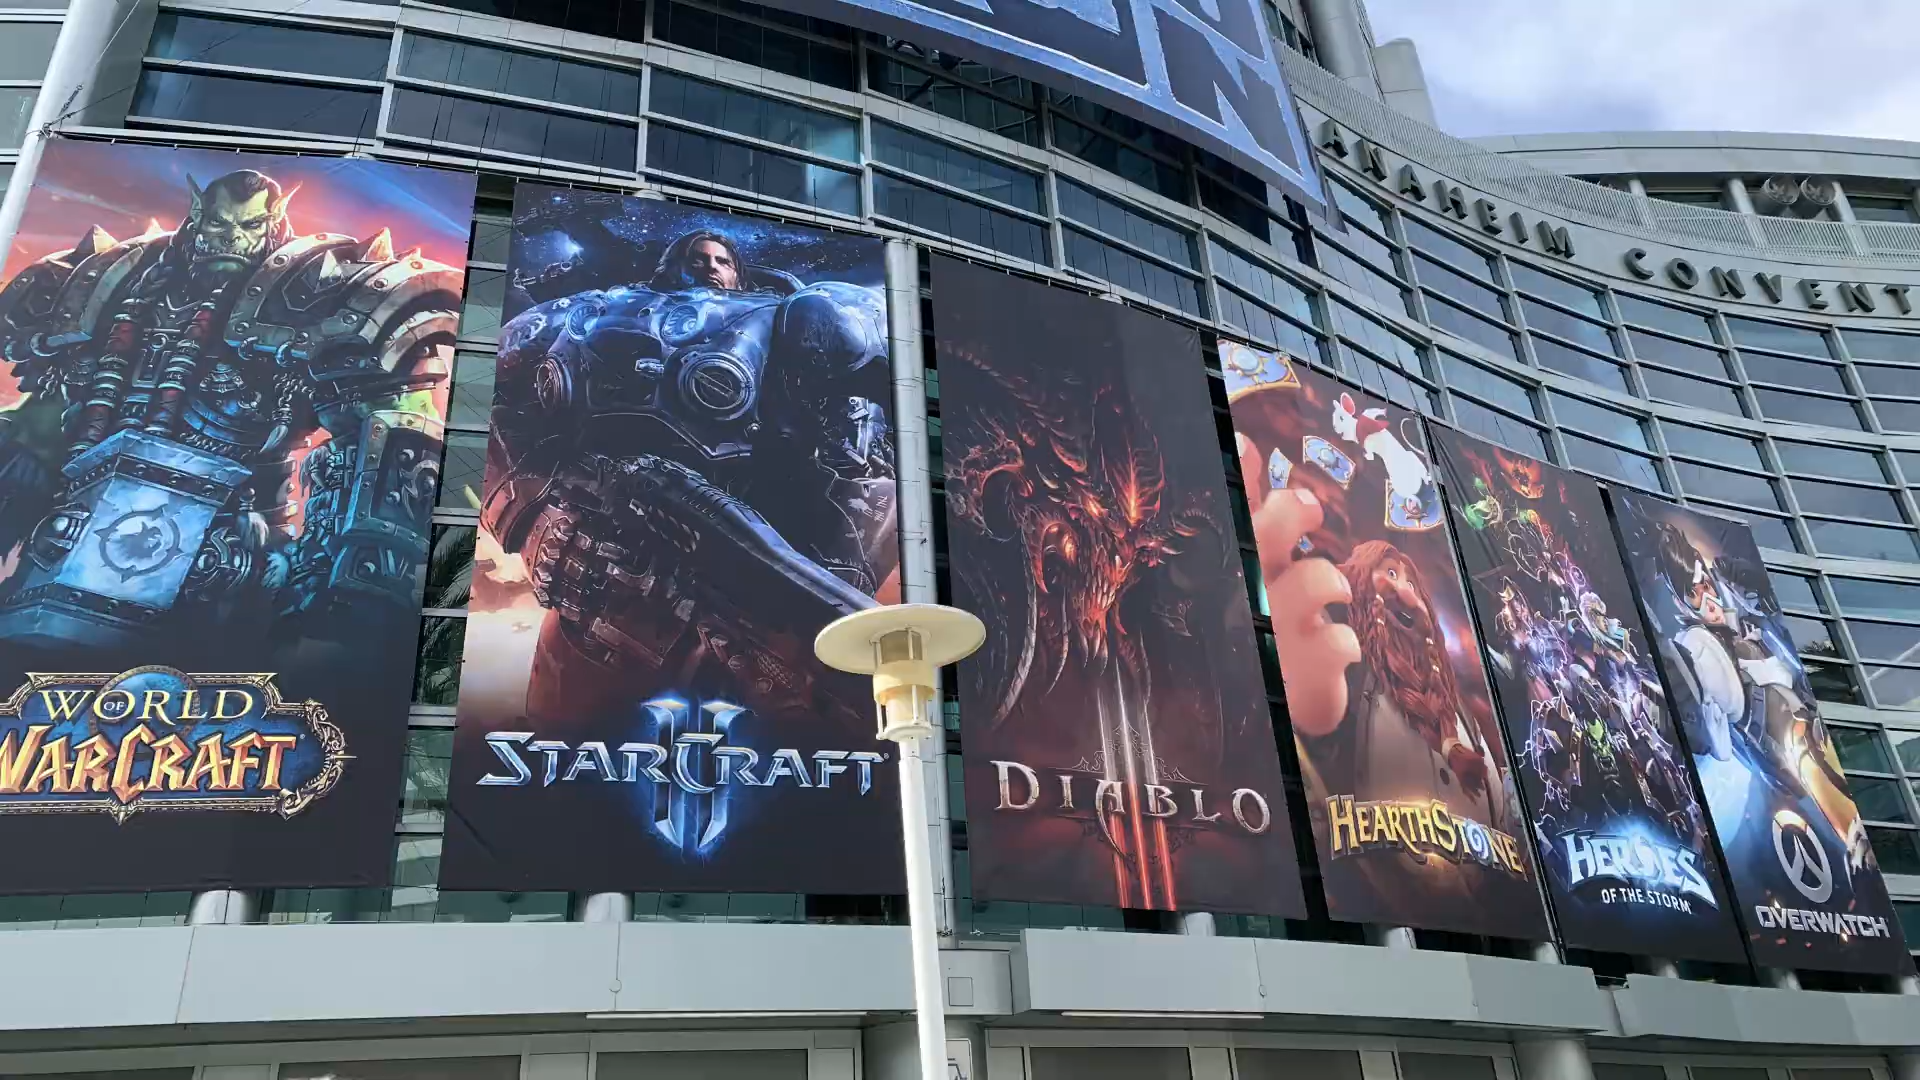 ANAHEIM CONVENT
WORLD
OF
WARCRAFT
STARCRAFT
II
DIABLO
III
HEARTHSTONE
HEROES
OF THE STORM
OVERWATCH